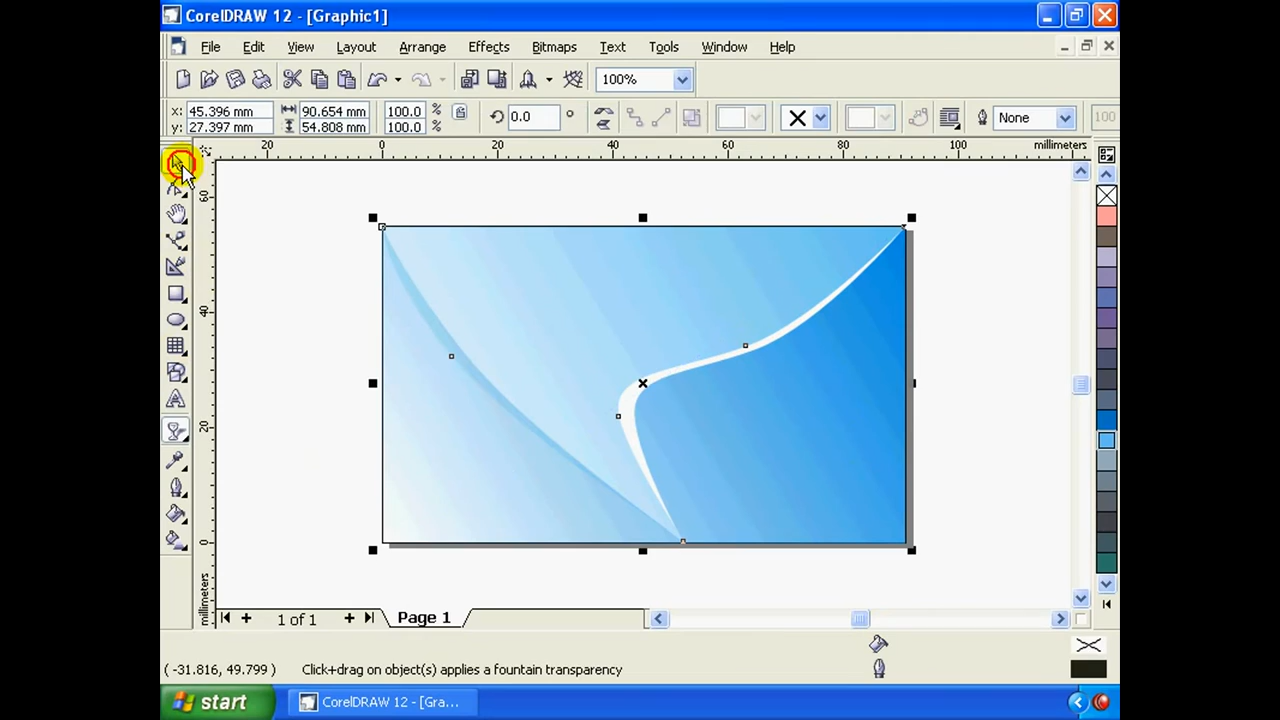 CorelDRAW 12 - [Graphic1]
File Edit View Layout Arrange Effects Bitmaps Text Tools Window Help
100%
x: 45.396 mm 90.654 mm 100.0 % 0.0 ° None 100
y: 27.397 mm 54.808 mm 100.0 %
20 0 20 40 60 80 100 millimeters
60
40
20
0
millimeters
1 of 1 Page 1
( -31.816, 49.799 ) Click+drag on object(s) applies a fountain transparency
start CorelDRAW 12 - [Gra...